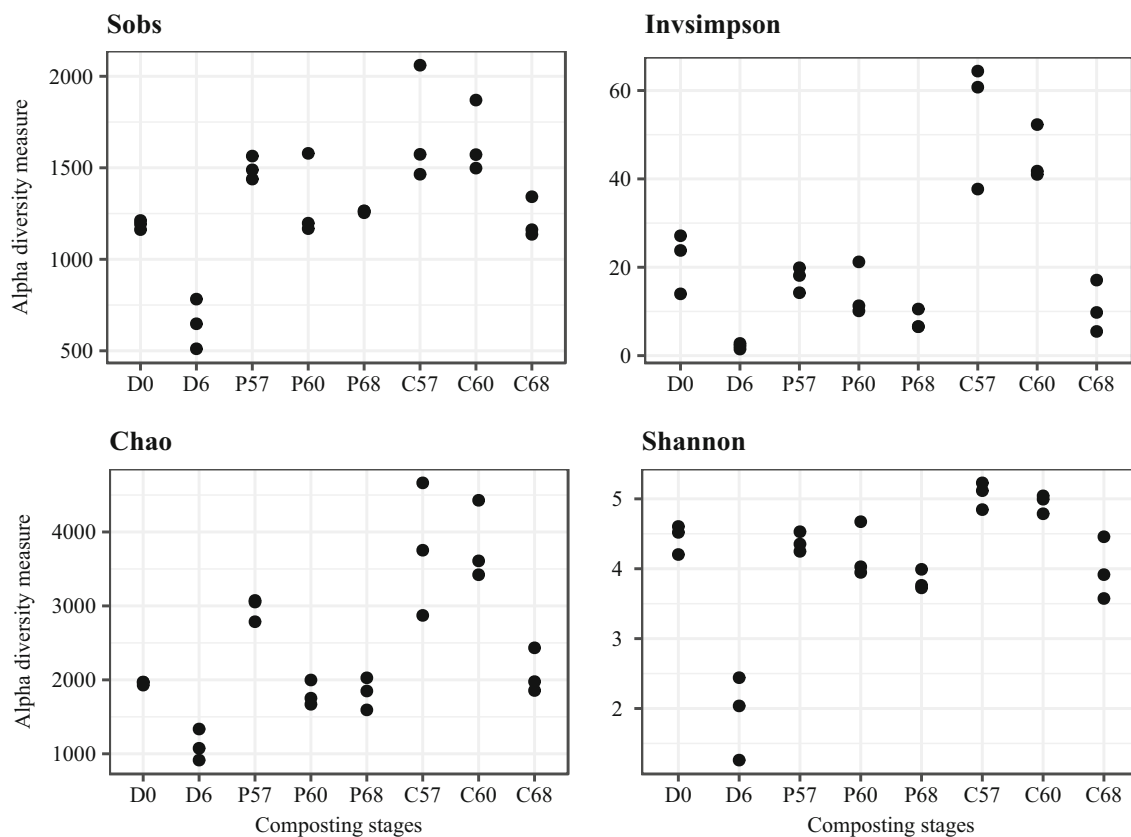 Sobs
Alpha diversity measure
2000
1500
1000
500
D0 D6 P57 P60 P68 C57 C60 C68
Invsimpson
60
40
20
0
D0 D6 P57 P60 P68 C57 C60 C68
Chao
Alpha diversity measure
4000
3000
2000
1000
D0 D6 P57 P60 P68 C57 C60 C68
Composting stages
Shannon
5
4
3
2
D0 D6 P57 P60 P68 C57 C60 C68
Composting stages